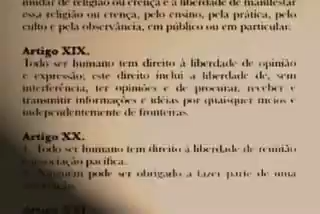 mudar de religião ou crença e a liberdade de manifestar
essa religião ou crença, pelo ensino, pela prática, pelo
culto e pela observância, em público ou em particular.
Artigo XIX.
Todo ser humano tem direito à liberdade de opinião
e expressão; este direito inclui a liberdade de, sem
interferência, ter opiniões e de procurar, receber e
transmitir informações e idéias por quaisquer meios e
independentemente de fronteiras.
Artigo XX.
1. Todo ser humano tem direito à liberdade de reunião
e associação pacífica.
2. Ninguém pode ser obrigado a fazer parte de uma